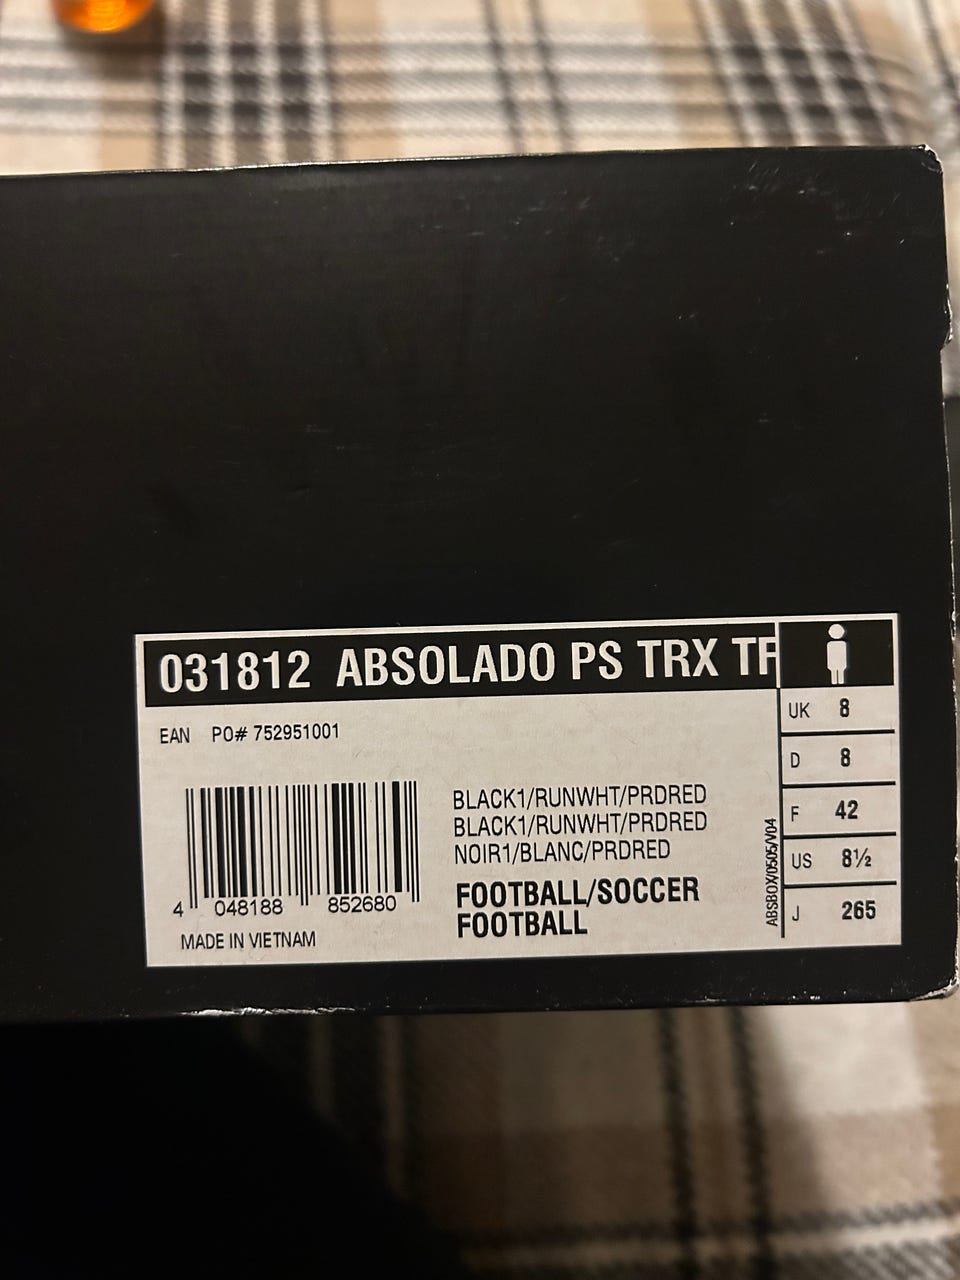 031812 ABSOLADO PS TRX TF
EAN PO# 752951001
BLACK1/RUNWHT/PRDRED
BLACK1/RUNWHT/PRDRED
NOIR1/BLANC/PRDRED
FOOTBALL/SOCCER
FOOTBALL
4 048188 852680
MADE IN VIETNAM
ABSBOX/0505/V04
UK 8
D 8
F 42
US 8½
J 265